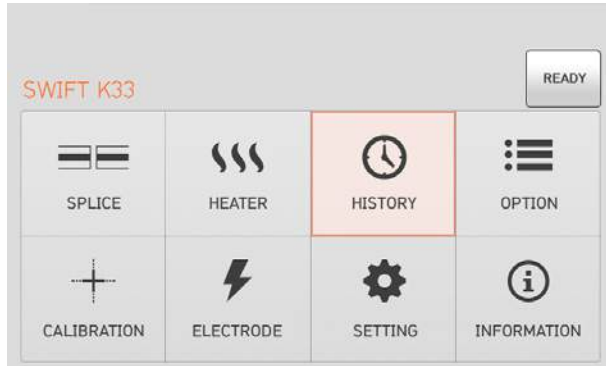 READY
SWIFT K33
SPLICE HEATER HISTORY OPTION
CALIBRATION ELECTRODE SETTING INFORMATION